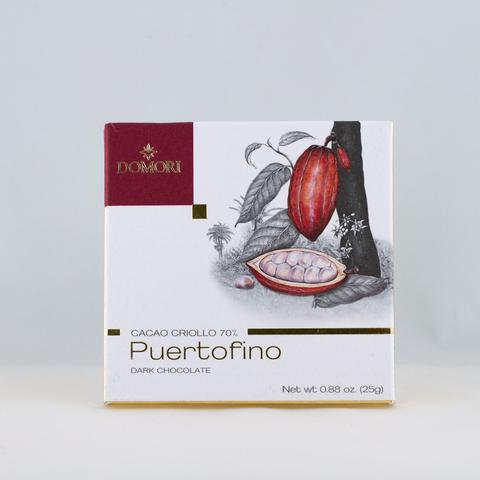 DOMORI
CACAO CRIOLLO 70%
Puertofino
DARK CHOCOLATE
Net wt 0.88 oz. (25g)